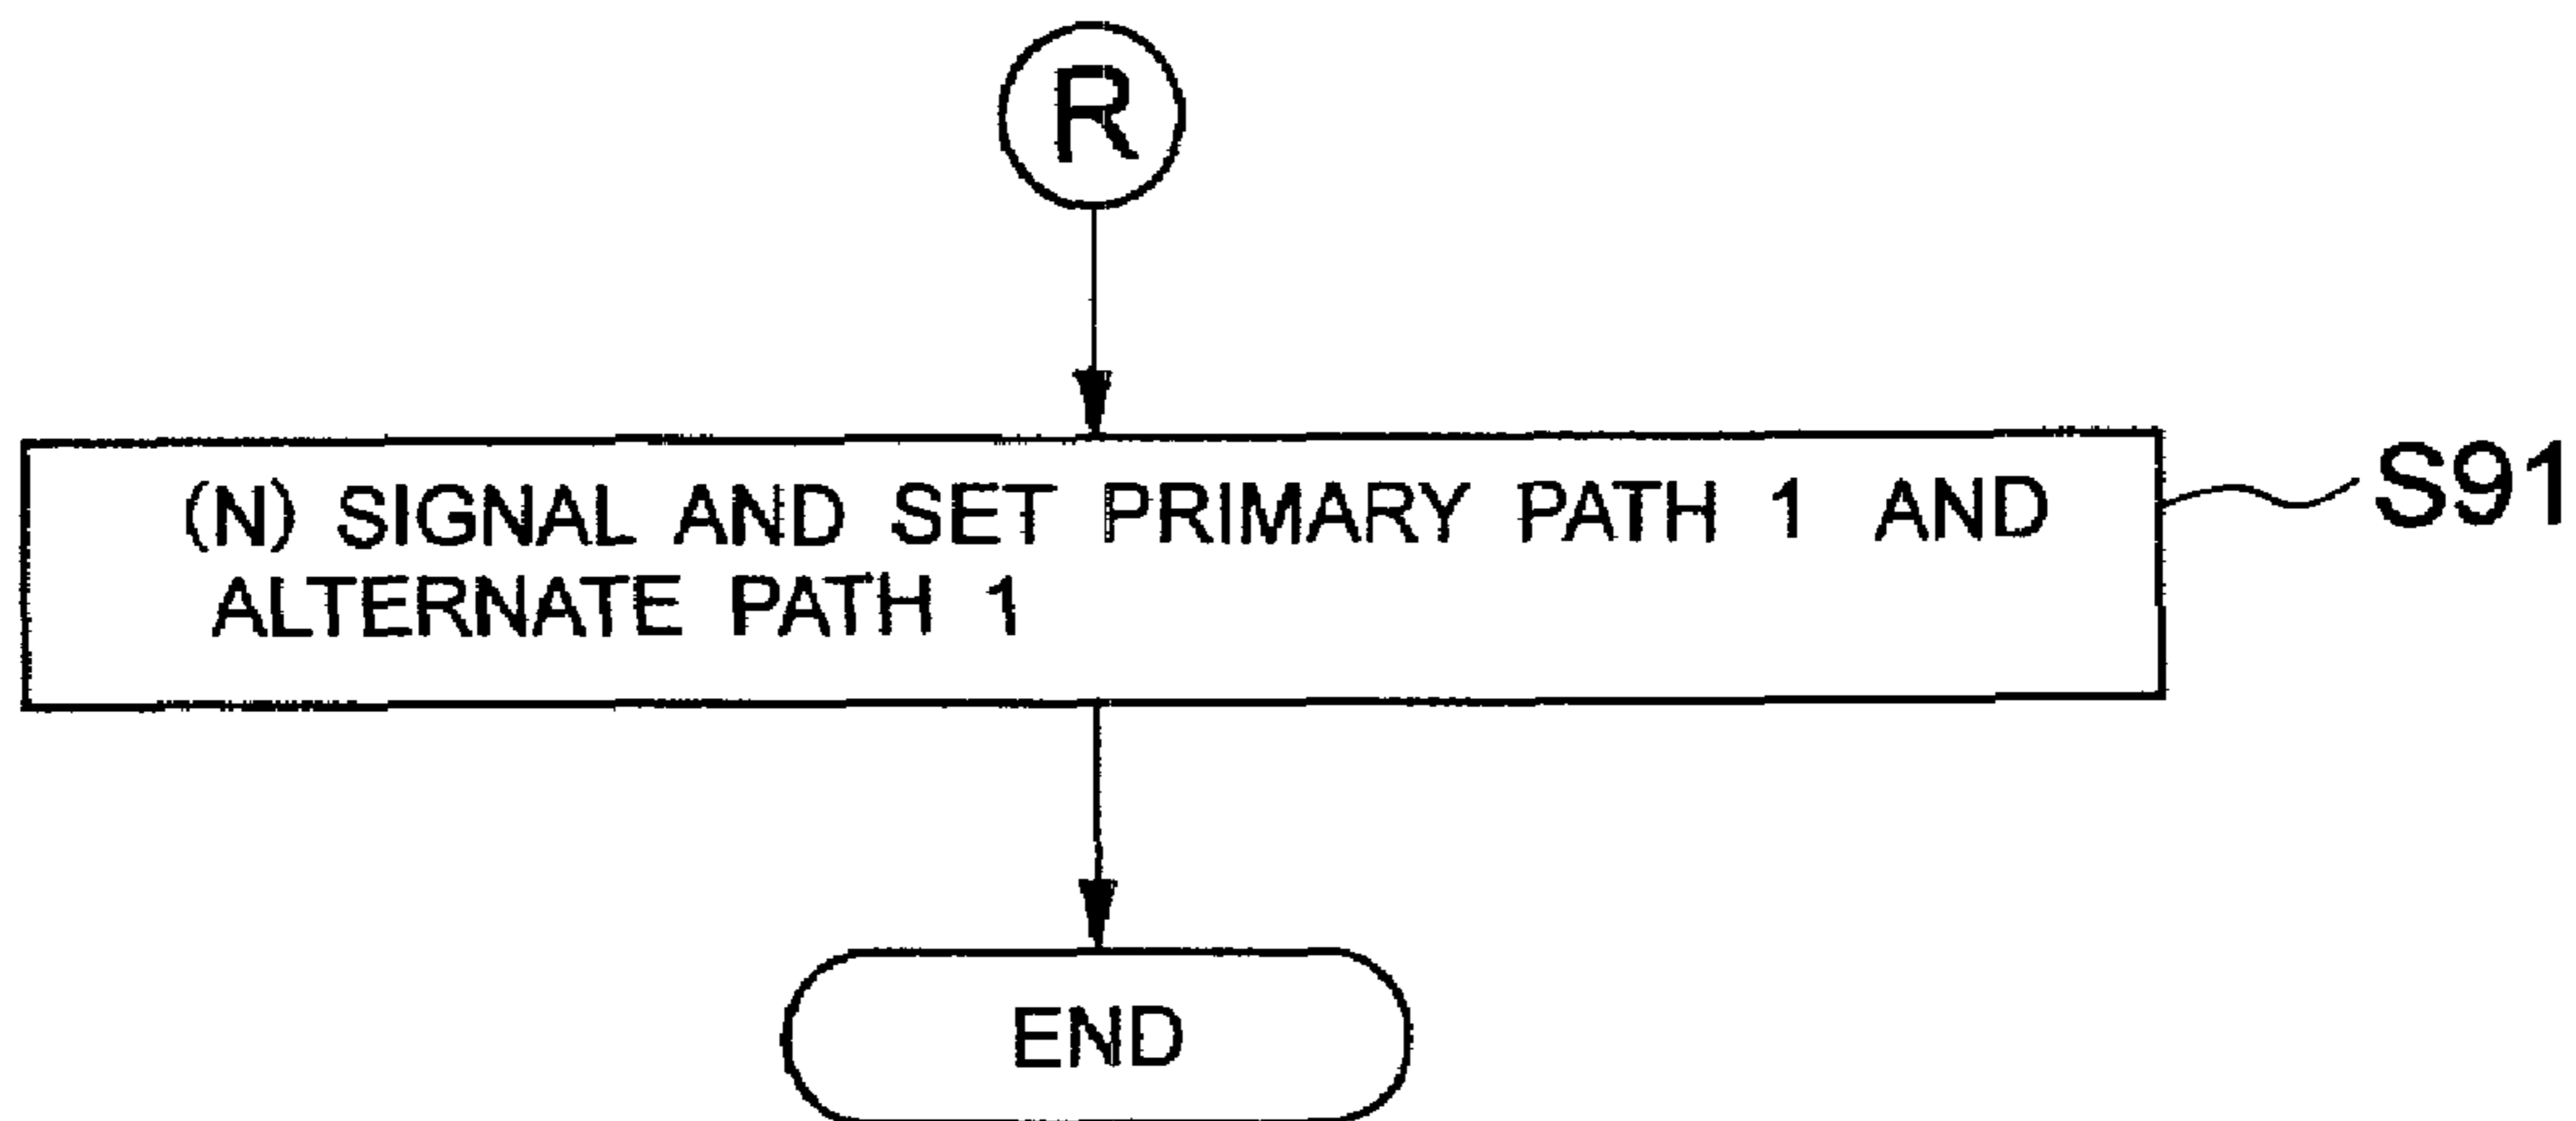 R
(N) SIGNAL AND SET PRIMARY PATH 1 AND
ALTERNATE PATH 1
S91
END